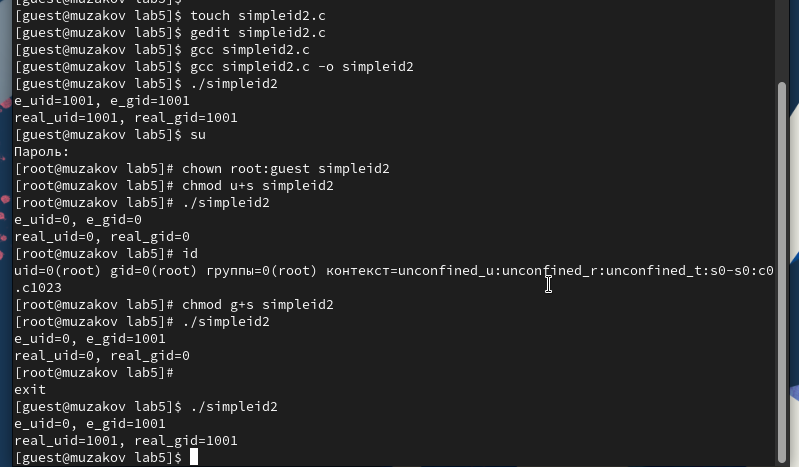 [guest@muzakov lab5]$
[guest@muzakov lab5]$ touch simpleid2.c
[guest@muzakov lab5]$ gedit simpleid2.c
[guest@muzakov lab5]$ gcc simpleid2.c
[guest@muzakov lab5]$ gcc simpleid2.c -o simpleid2
[guest@muzakov lab5]$ ./simpleid2
e_uid=1001, e_gid=1001
real_uid=1001, real_gid=1001
[guest@muzakov lab5]$ su
Пароль:
[root@muzakov lab5]# chown root:guest simpleid2
[root@muzakov lab5]# chmod u+s simpleid2
[root@muzakov lab5]# ./simpleid2
e_uid=0, e_gid=0
real_uid=0, real_gid=0
[root@muzakov lab5]# id
uid=0(root) gid=0(root) группы=0(root) контекст=unconfined_u:unconfined_r:unconfined_t:s0-s0:c0
.c1023
[root@muzakov lab5]# chmod g+s simpleid2
[root@muzakov lab5]# ./simpleid2
e_uid=0, e_gid=1001
real_uid=0, real_gid=0
[root@muzakov lab5]#
exit
[guest@muzakov lab5]$ ./simpleid2
e_uid=0, e_gid=1001
real_uid=1001, real_gid=1001
[guest@muzakov lab5]$